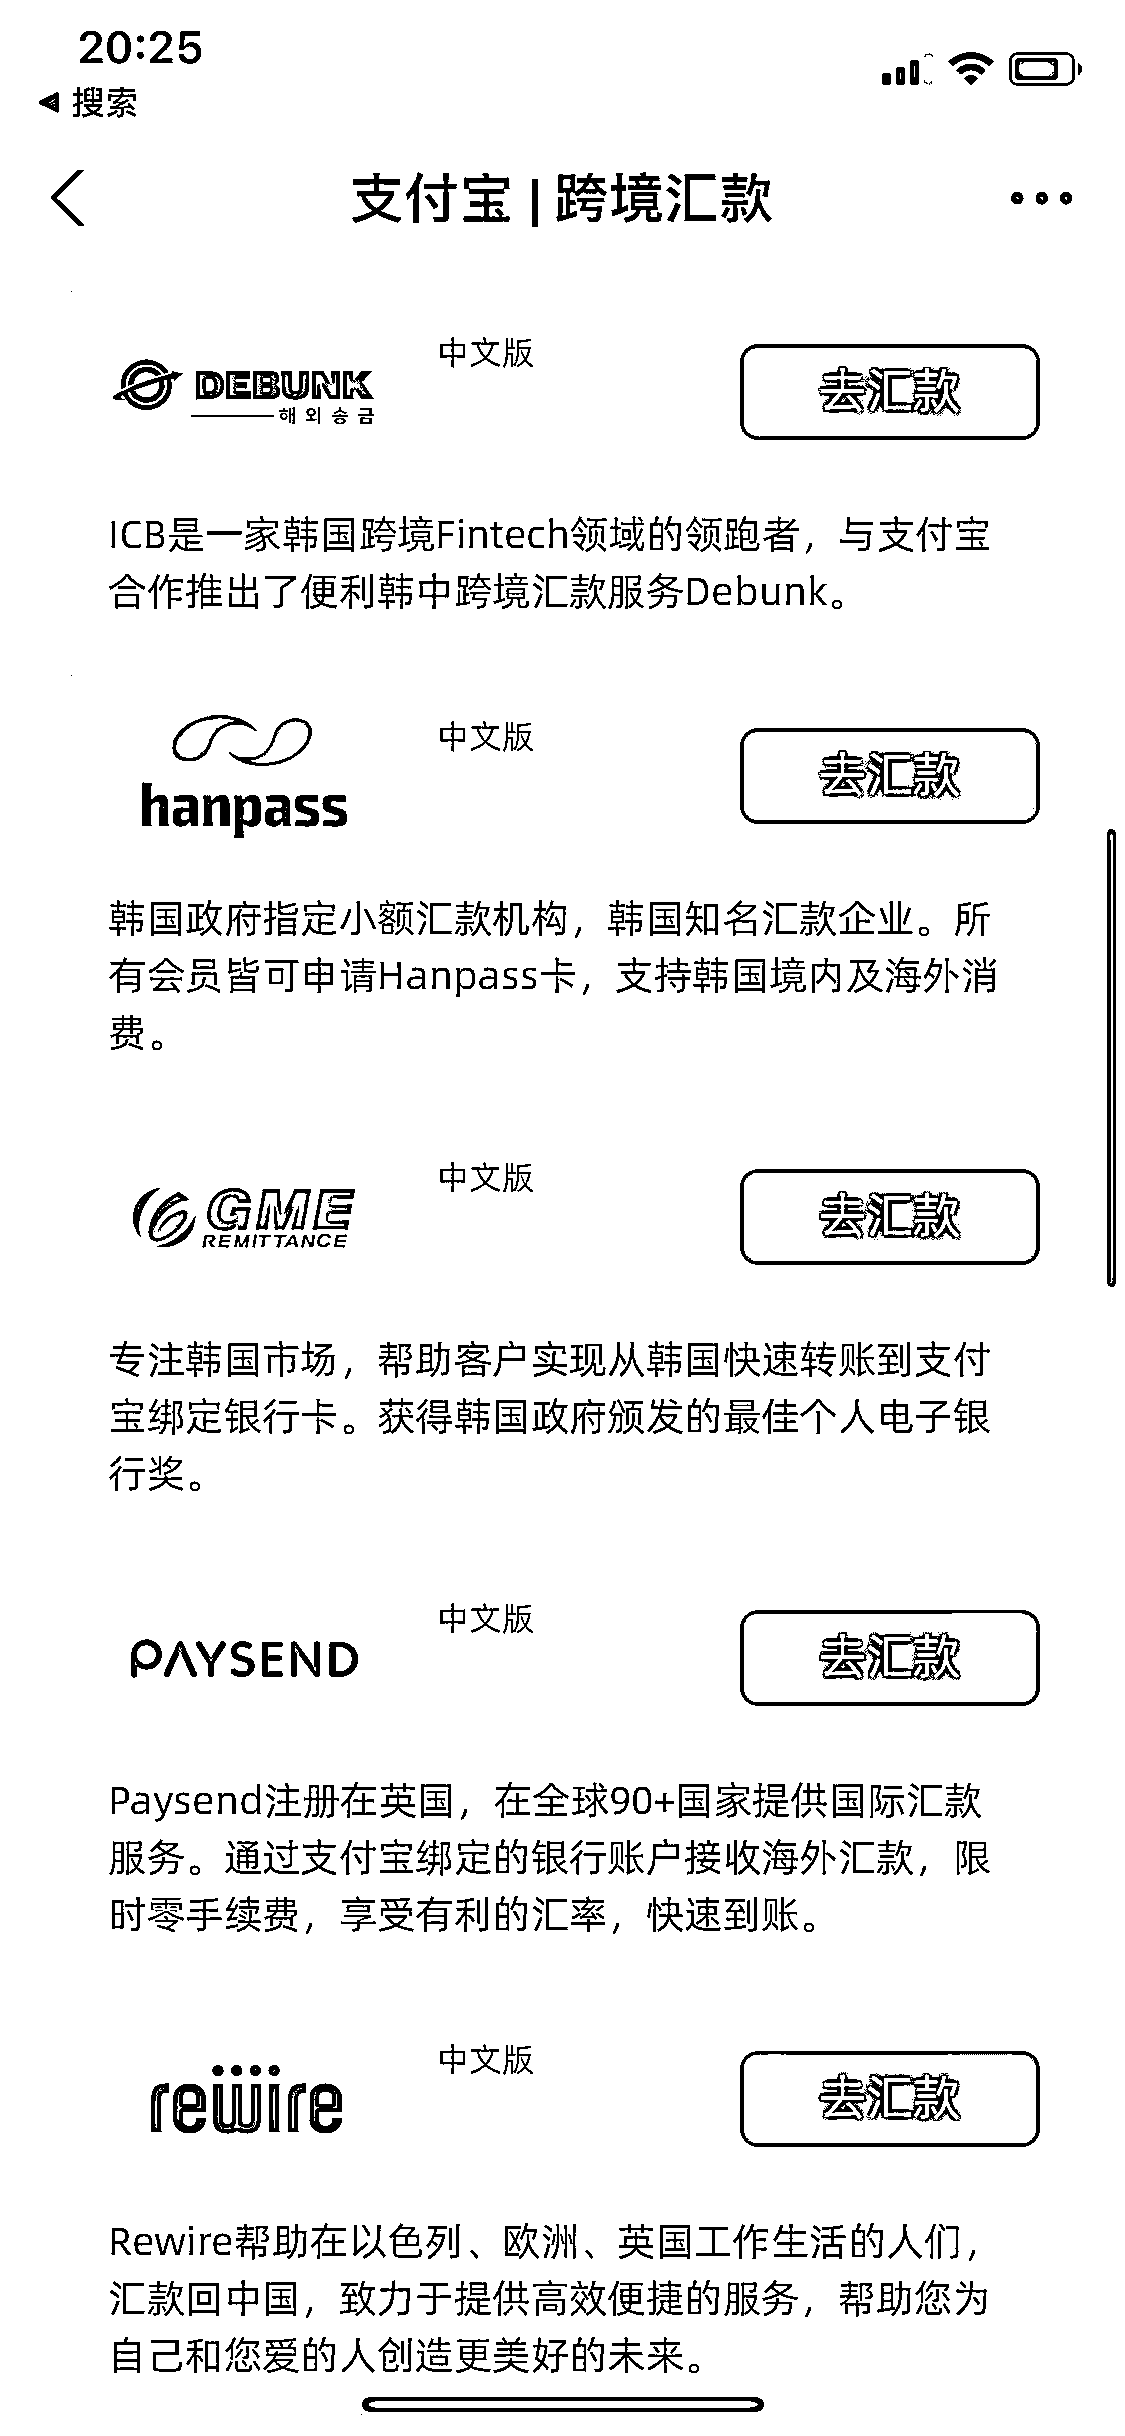 20:25
搜索
支付宝 | 跨境汇款
中文版
去汇款
DEBUNK
해외송금
ICB是一家韩国跨境Fintech领域的领跑者，与支付宝
合作推出了便利韩中跨境汇款服务Debunk。
中文版
去汇款
hanpass
韩国政府指定小额汇款机构，韩国知名汇款企业。所
有会员皆可申请Hanpass卡，支持韩国境内及海外消
费。
中文版
去汇款
GME
REMITTANCE
专注韩国市场，帮助客户实现从韩国快速转账到支付
宝绑定银行卡。获得韩国政府颁发的最佳个人电子银
行奖。
中文版
去汇款
PAYSEND
Paysend注册在英国，在全球90+国家提供国际汇款
服务。通过支付宝绑定的银行账户接收海外汇款，限
时零手续费，享受有利的汇率，快速到账。
中文版
去汇款
rewire
Rewire帮助在以色列、欧洲、英国工作生活的人们，
汇款回中国，致力于提供高效便捷的服务，帮助您为
自己和您爱的人创造更美好的未来。